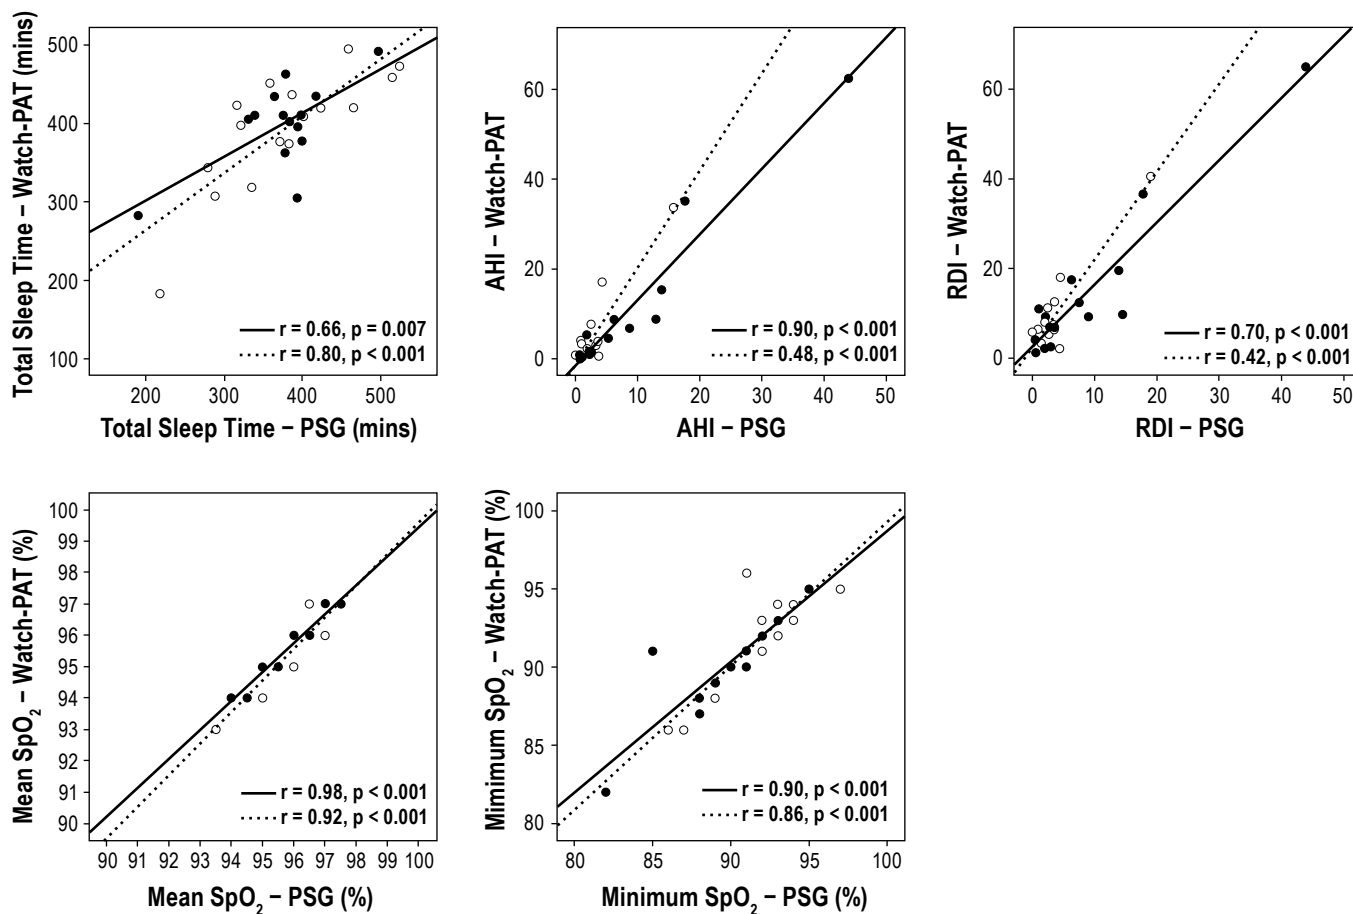 Total Sleep Time – Watch-PAT (mins)
500
400
300
200
100
r = 0.66, p = 0.007
r = 0.80, p < 0.001
200 300 400 500
Total Sleep Time – PSG (mins)
AHI – Watch-PAT
60
40
20
0
r = 0.90, p < 0.001
r = 0.48, p < 0.001
0 10 20 30 40 50
AHI – PSG
RDI – Watch-PAT
60
40
20
0
r = 0.70, p < 0.001
r = 0.42, p < 0.001
0 10 20 30 40 50
RDI – PSG
Mean SpO₂ – Watch-PAT (%)
100
99
98
97
96
95
94
93
92
91
90
r = 0.98, p < 0.001
r = 0.92, p < 0.001
90 91 92 93 94 95 96 97 98 99 100
Mean SpO₂ – PSG (%)
Mimimum SpO₂ – Watch-PAT (%)
100
95
90
85
80
r = 0.90, p < 0.001
r = 0.86, p < 0.001
80 85 90 95 100
Minimum SpO₂ – PSG (%)